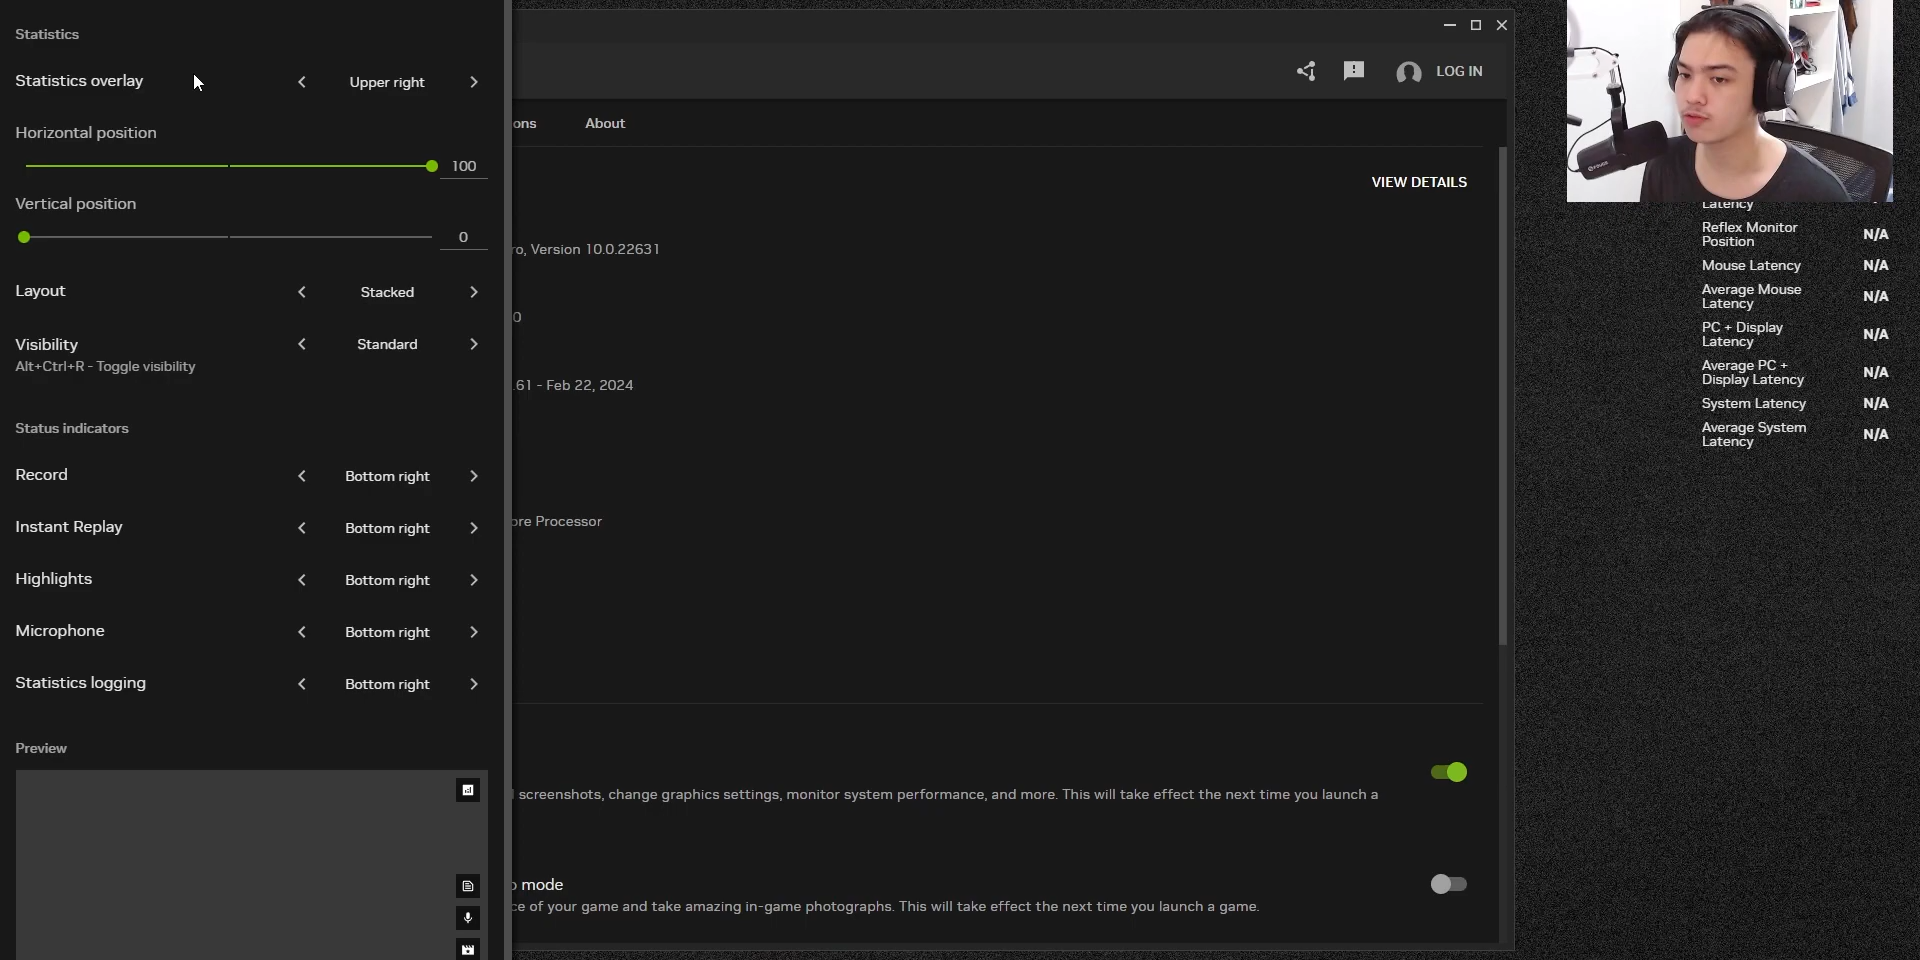 Statistics
Statistics overlay
Upper right
Horizontal position
100
Vertical position
0
Layout
Stacked
Visibility
Standard
Alt+Ctrl+R - Toggle visibility
Status indicators
Record
Bottom right
Instant Replay
Bottom right
Highlights
Bottom right
Microphone
Bottom right
Statistics logging
Bottom right
Preview
LOG IN
ons
About
VIEW DETAILS
ro, Version 10.0.22631
0
.61 - Feb 22, 2024
ore Processor
screenshots, change graphics settings, monitor system performance, and more. This will take effect the next time you launch a
mode
ce of your game and take amazing in-game photographs. This will take effect the next time you launch a game.
Latency
Reflex Monitor
Position
N/A
Mouse Latency
N/A
Average Mouse
Latency
N/A
PC + Display
Latency
N/A
Average PC +
Display Latency
N/A
System Latency
N/A
Average System
Latency
N/A